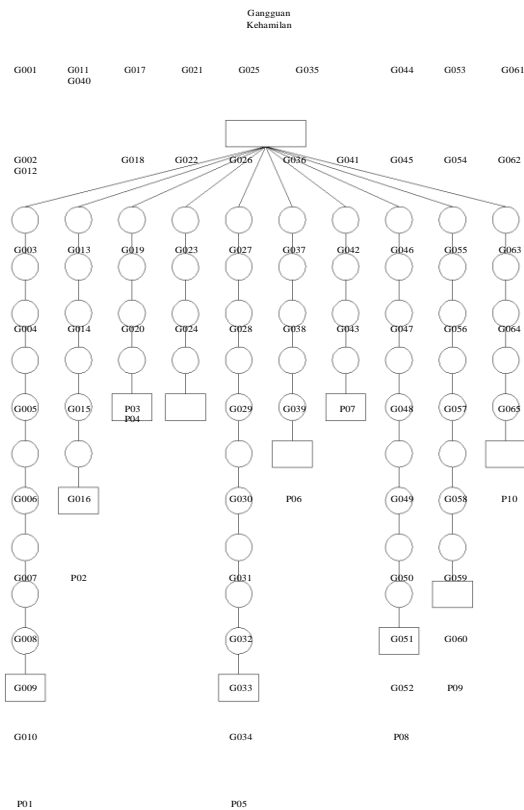 Gangguan
Kehamilan
G001 G011 G017 G021 G025 G035 G044 G053 G061
G040
G002 G018 G022 G026 G036 G041 G045 G054 G062
G012
G003 G013 G019 G023 G027 G037 G042 G046 G055 G063
G004 G014 G020 G024 G028 G038 G043 G047 G056 G064
G005 G015 P03 G029 G039 P07 G048 G057 G065
P04
G006 G016 G030 P06 G049 G058 P10
G007 P02 G031 G050 G059
G008 G032 G051 G060
G009 G033 G052 P09
G010 G034 P08
P01 P05